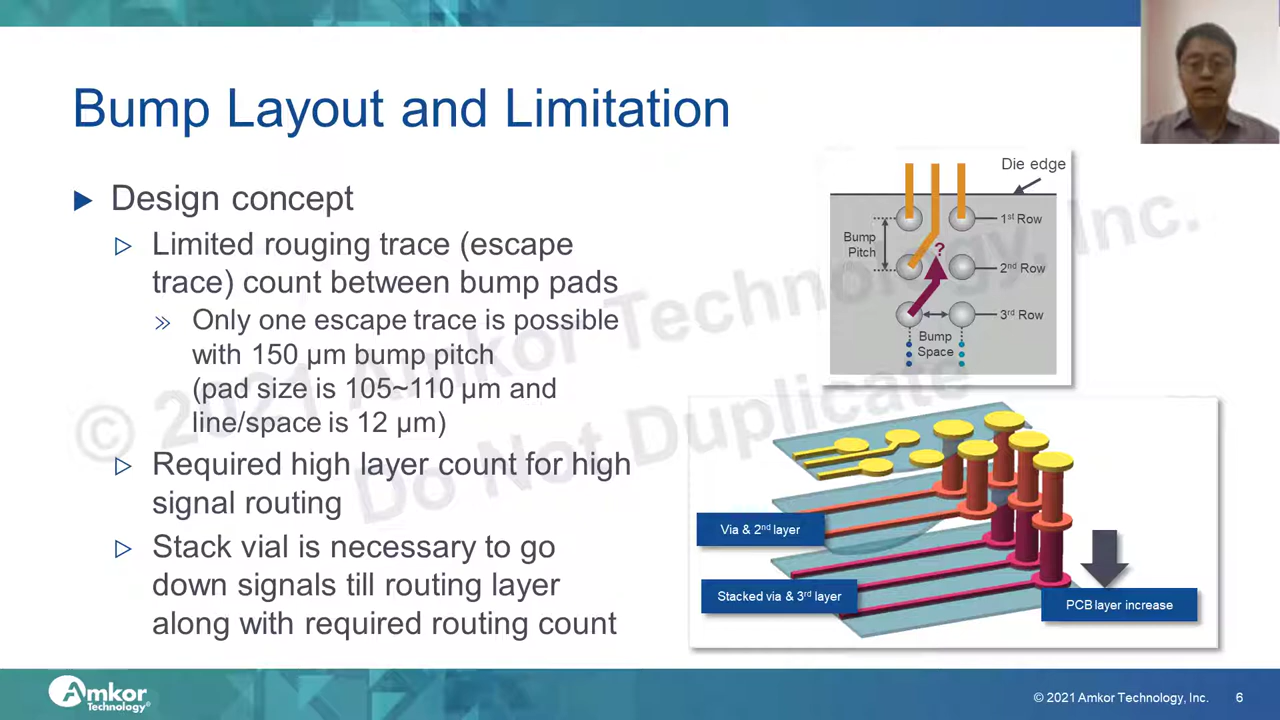 Bump Layout and Limitation
Design concept
Limited rouging trace (escape
trace) count between bump pads
Only one escape trace is possible
with 150 µm bump pitch
(pad size is 105~110 µm and
line/space is 12 µm)
Required high layer count for high
signal routing
Stack vial is necessary to go
down signals till routing layer
along with required routing count
Die edge
1st Row
Bump
Pitch
?
2nd Row
3rd Row
Bump
Space
Via & 2nd layer
Stacked via & 3rd layer
PCB layer increase
© 2021 Amkor Technology, Inc.
Do Not Duplicate
Amkor
Technology®
© 2021 Amkor Technology, Inc.
6